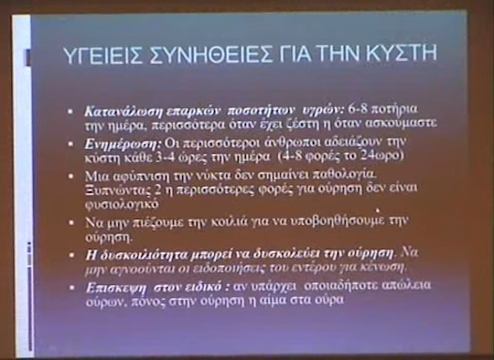 ΥΓΕΙΕΙΣ ΣΥΝΗΘΕΙΕΣ ΓΙΑ ΤΗΝ ΚΥΣΤΗ
Κατανάλωση επαρκών ποσοτήτων υγρών: 6-8 ποτήρια
την ημέρα, περισσότερα όταν έχει ζέστη η όταν ασκούμαστε
Ενημέρωση: Οι περισσότεροι άνθρωποι αδειάζουν την
κύστη κάθε 3-4 ώρες την ημέρα (4-8 φορές το 24ωρο)
Μια αφύπνιση την νύκτα δεν σημαίνει παθολογία.
Ξυπνώντας 2 η περισσότερες φορές για ούρηση δεν είναι
φυσιολογικό
Να μην πιέζουμε την κοιλιά για να υποβοηθήσουμε την
ούρηση.
Η δυσκοιλιότητα μπορεί να δυσκολεύει την ούρηση. Να
μην αγνοούνται οι ειδοποιήσεις του εντέρου για κένωση.
Επισκεψη στον ειδικό : αν υπάρχει οποιαδήποτε απώλεια
ούρων, πόνος στην ούρηση η αίμα στα ούρα